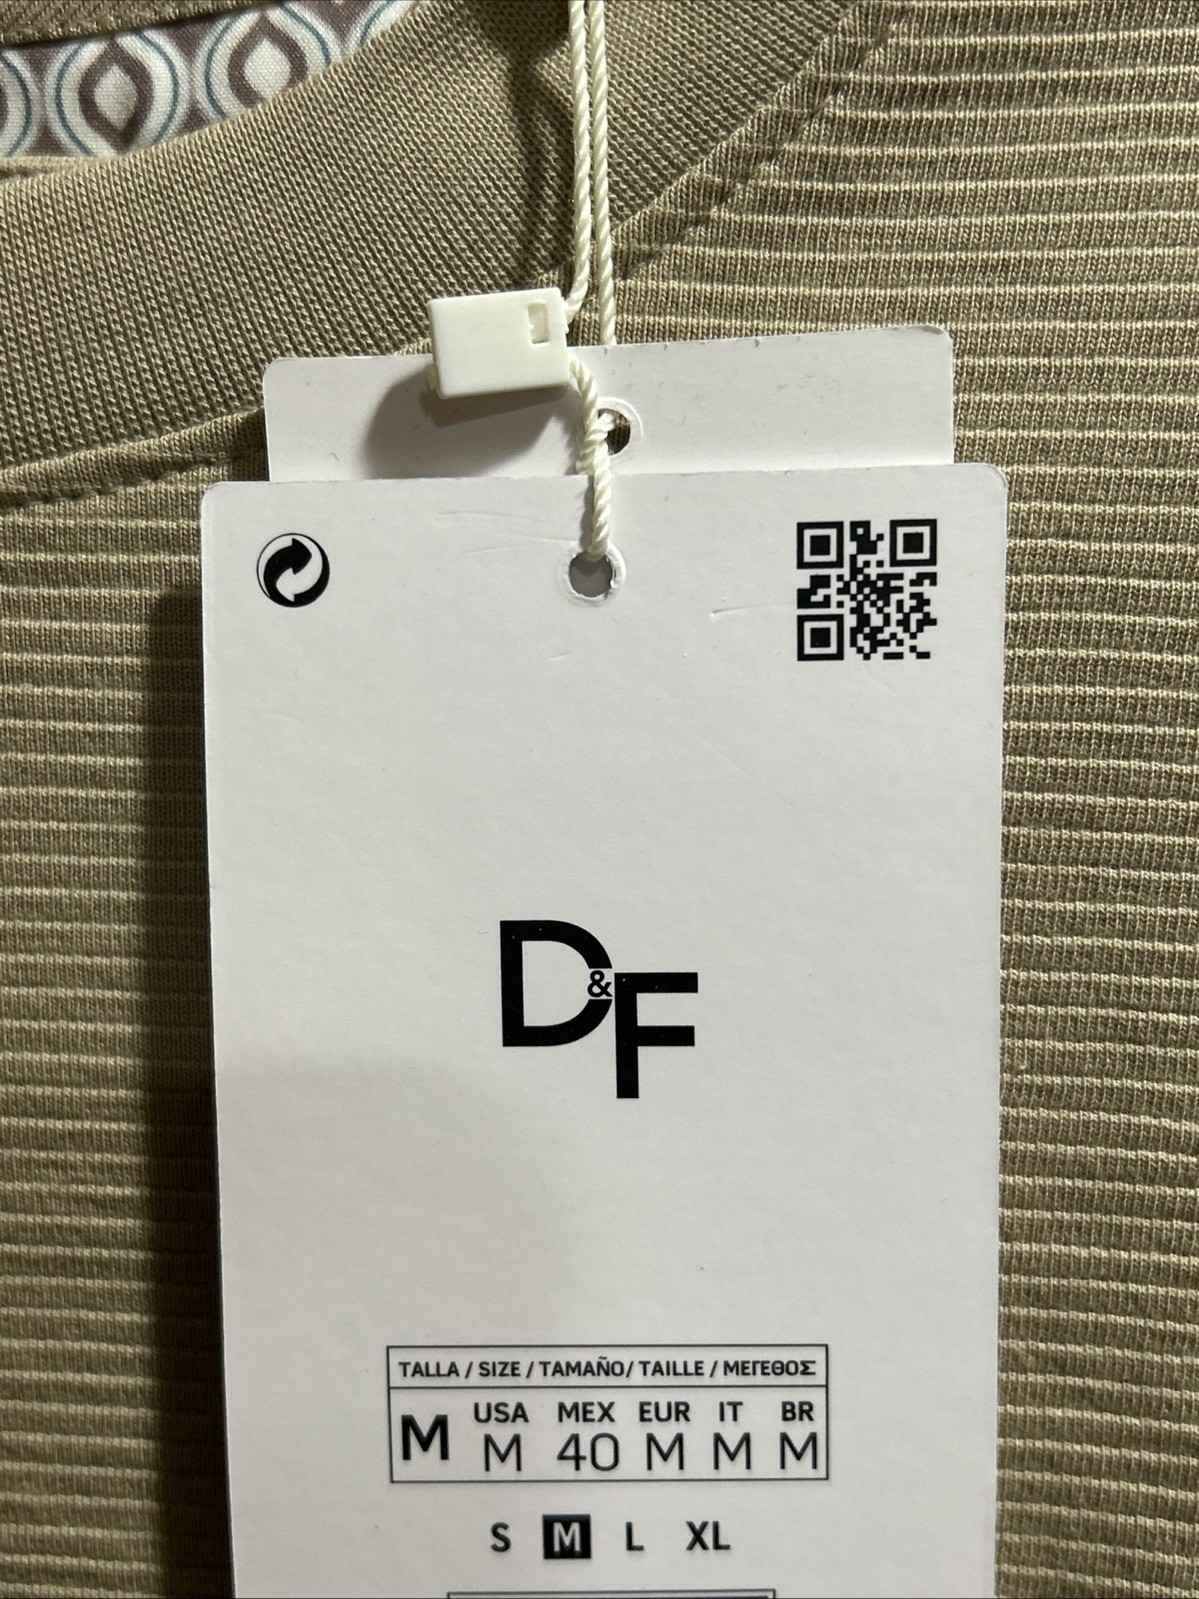 D&F
TALLA / SIZE / TAMAÑO/ TAILLE / ΜΕΓΕΘΟΣ
M USA MEX EUR IT BR
M 40 M M M
S M L XL